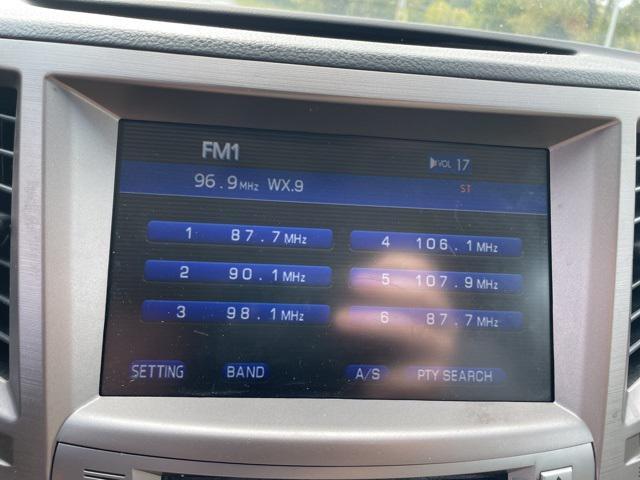 FM1
VOL 17
96.9MHz WX.9
ST
1 87.7MHz
4 106.1MHz
2 90.1MHz
5 107.9MHz
3 98.1MHz
6 87.7MHz
SETTING BAND A/S PTY SEARCH